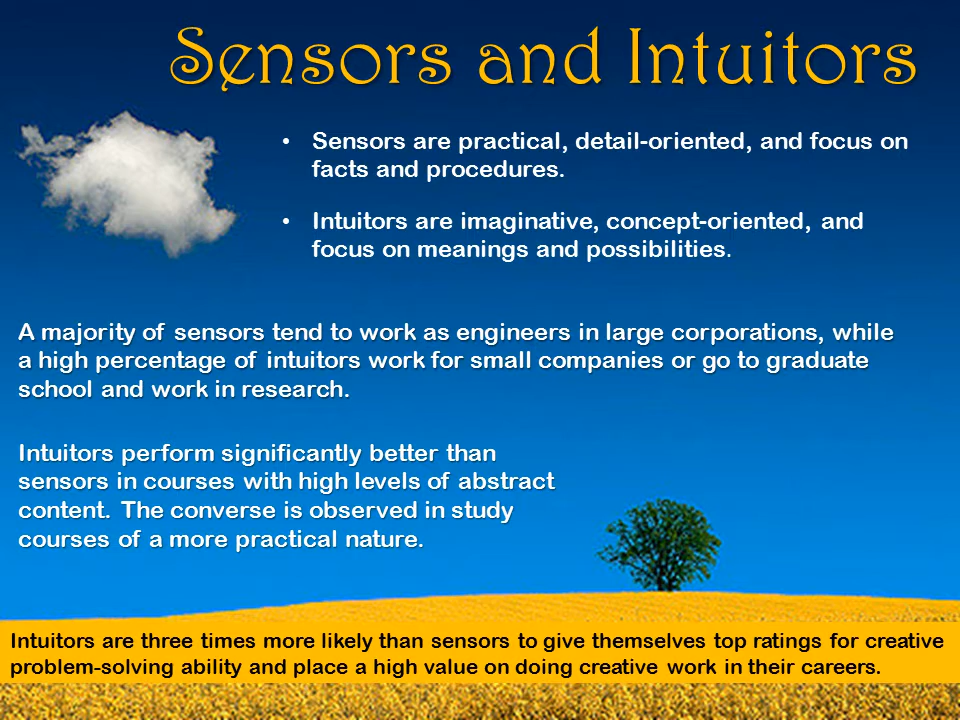 Sensors and Intuitors
• Sensors are practical, detail-oriented, and focus on
facts and procedures.
• Intuitors are imaginative, concept-oriented, and
focus on meanings and possibilities.
A majority of sensors tend to work as engineers in large corporations, while
a high percentage of intuitors work for small companies or go to graduate
school and work in research.
Intuitors perform significantly better than
sensors in courses with high levels of abstract
content. The converse is observed in study
courses of a more practical nature.
Intuitors are three times more likely than sensors to give themselves top ratings for creative
problem-solving ability and place a high value on doing creative work in their careers.